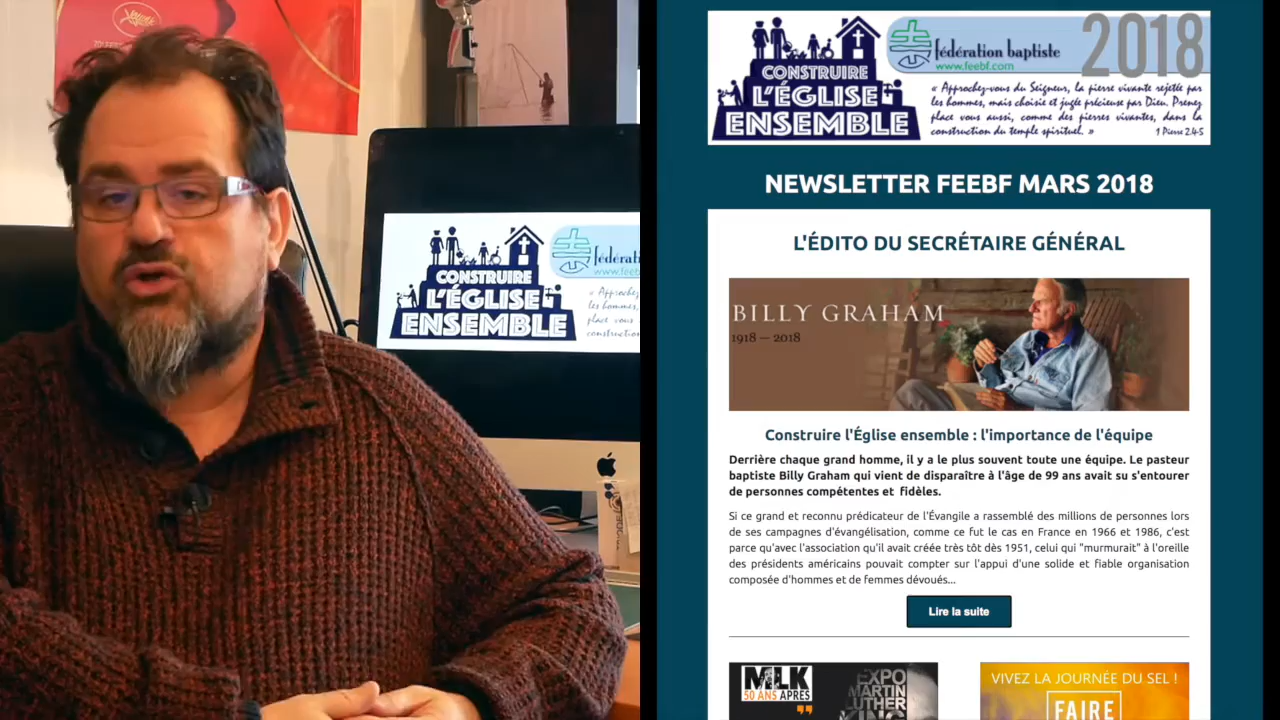 CONSTRUIRE
L'ÉGLISE
ENSEMBLE
fédérati
www.feeb
« Approchez
les hommes,
place vous
construction
CONSTRUIRE
L'ÉGLISE
ENSEMBLE
fédération baptiste
www.feebf.com
2018
« Approchez-vous du Seigneur, la pierre vivante rejetée par
les hommes, mais choisie et jugée précieuse par Dieu. Prenez
place vous aussi, comme des pierres vivantes, dans la
construction du temple spirituel. »
1 Pierre 2.4-5
NEWSLETTER FEEBF MARS 2018
L'ÉDITO DU SECRÉTAIRE GÉNÉRAL
BILLY GRAHAM
1918 — 2018
Construire l'Église ensemble : l'importance de l'équipe
Derrière chaque grand homme, il y a le plus souvent toute une équipe. Le pasteur
baptiste Billy Graham qui vient de disparaître à l'âge de 99 ans avait su s'entourer
de personnes compétentes et fidèles.
Si ce grand et reconnu prédicateur de l'Évangile a rassemblé des millions de personnes lors
de ses campagnes d'évangélisation, comme ce fut le cas en France en 1966 et 1986, c'est
parce qu'avec l'association qu'il avait créée très tôt dès 1951, celui qui "murmurait" à l'oreille
des présidents américains pouvait compter sur l'appui d'une solide et fiable organisation
composée d'hommes et de femmes dévoués...
Lire la suite
MLK
50 ANS APRÈS
EXPO
MARTIN
LUTHER
KING
VIVEZ LA JOURNÉE DU SEL !
FAIRE